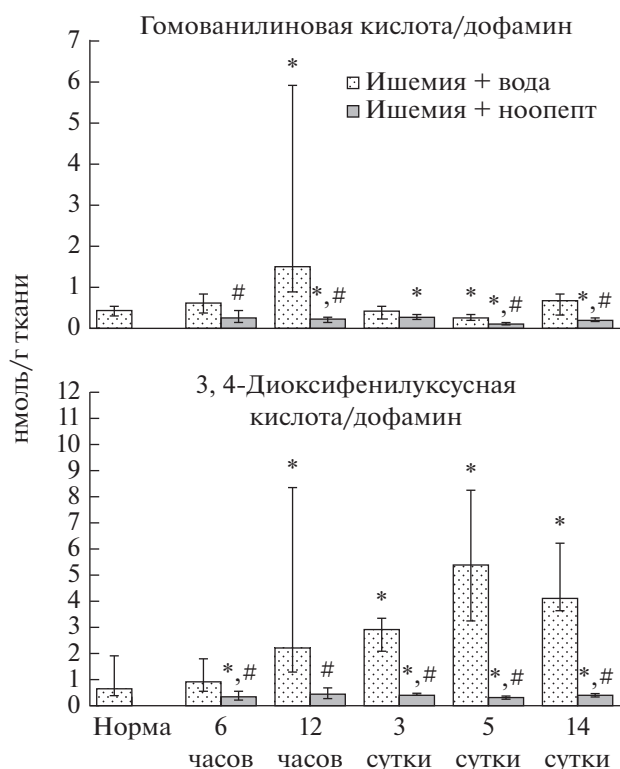 Гомованилиновая кислота/дофамин
7
6
5
4
3
2
1
0
*
Ишемия + вода
Ишемия + ноопепт
# *,# * * *,# *,#
нмоль/г ткани
3, 4-Диоксифенилуксусная
кислота/дофамин
12
11
10
9
8
7
6
5
4
3
2
1
0
* * * *
*,# # *,# *,# *,#
Норма 6 12 3 5 14
часов часов сутки сутки сутки